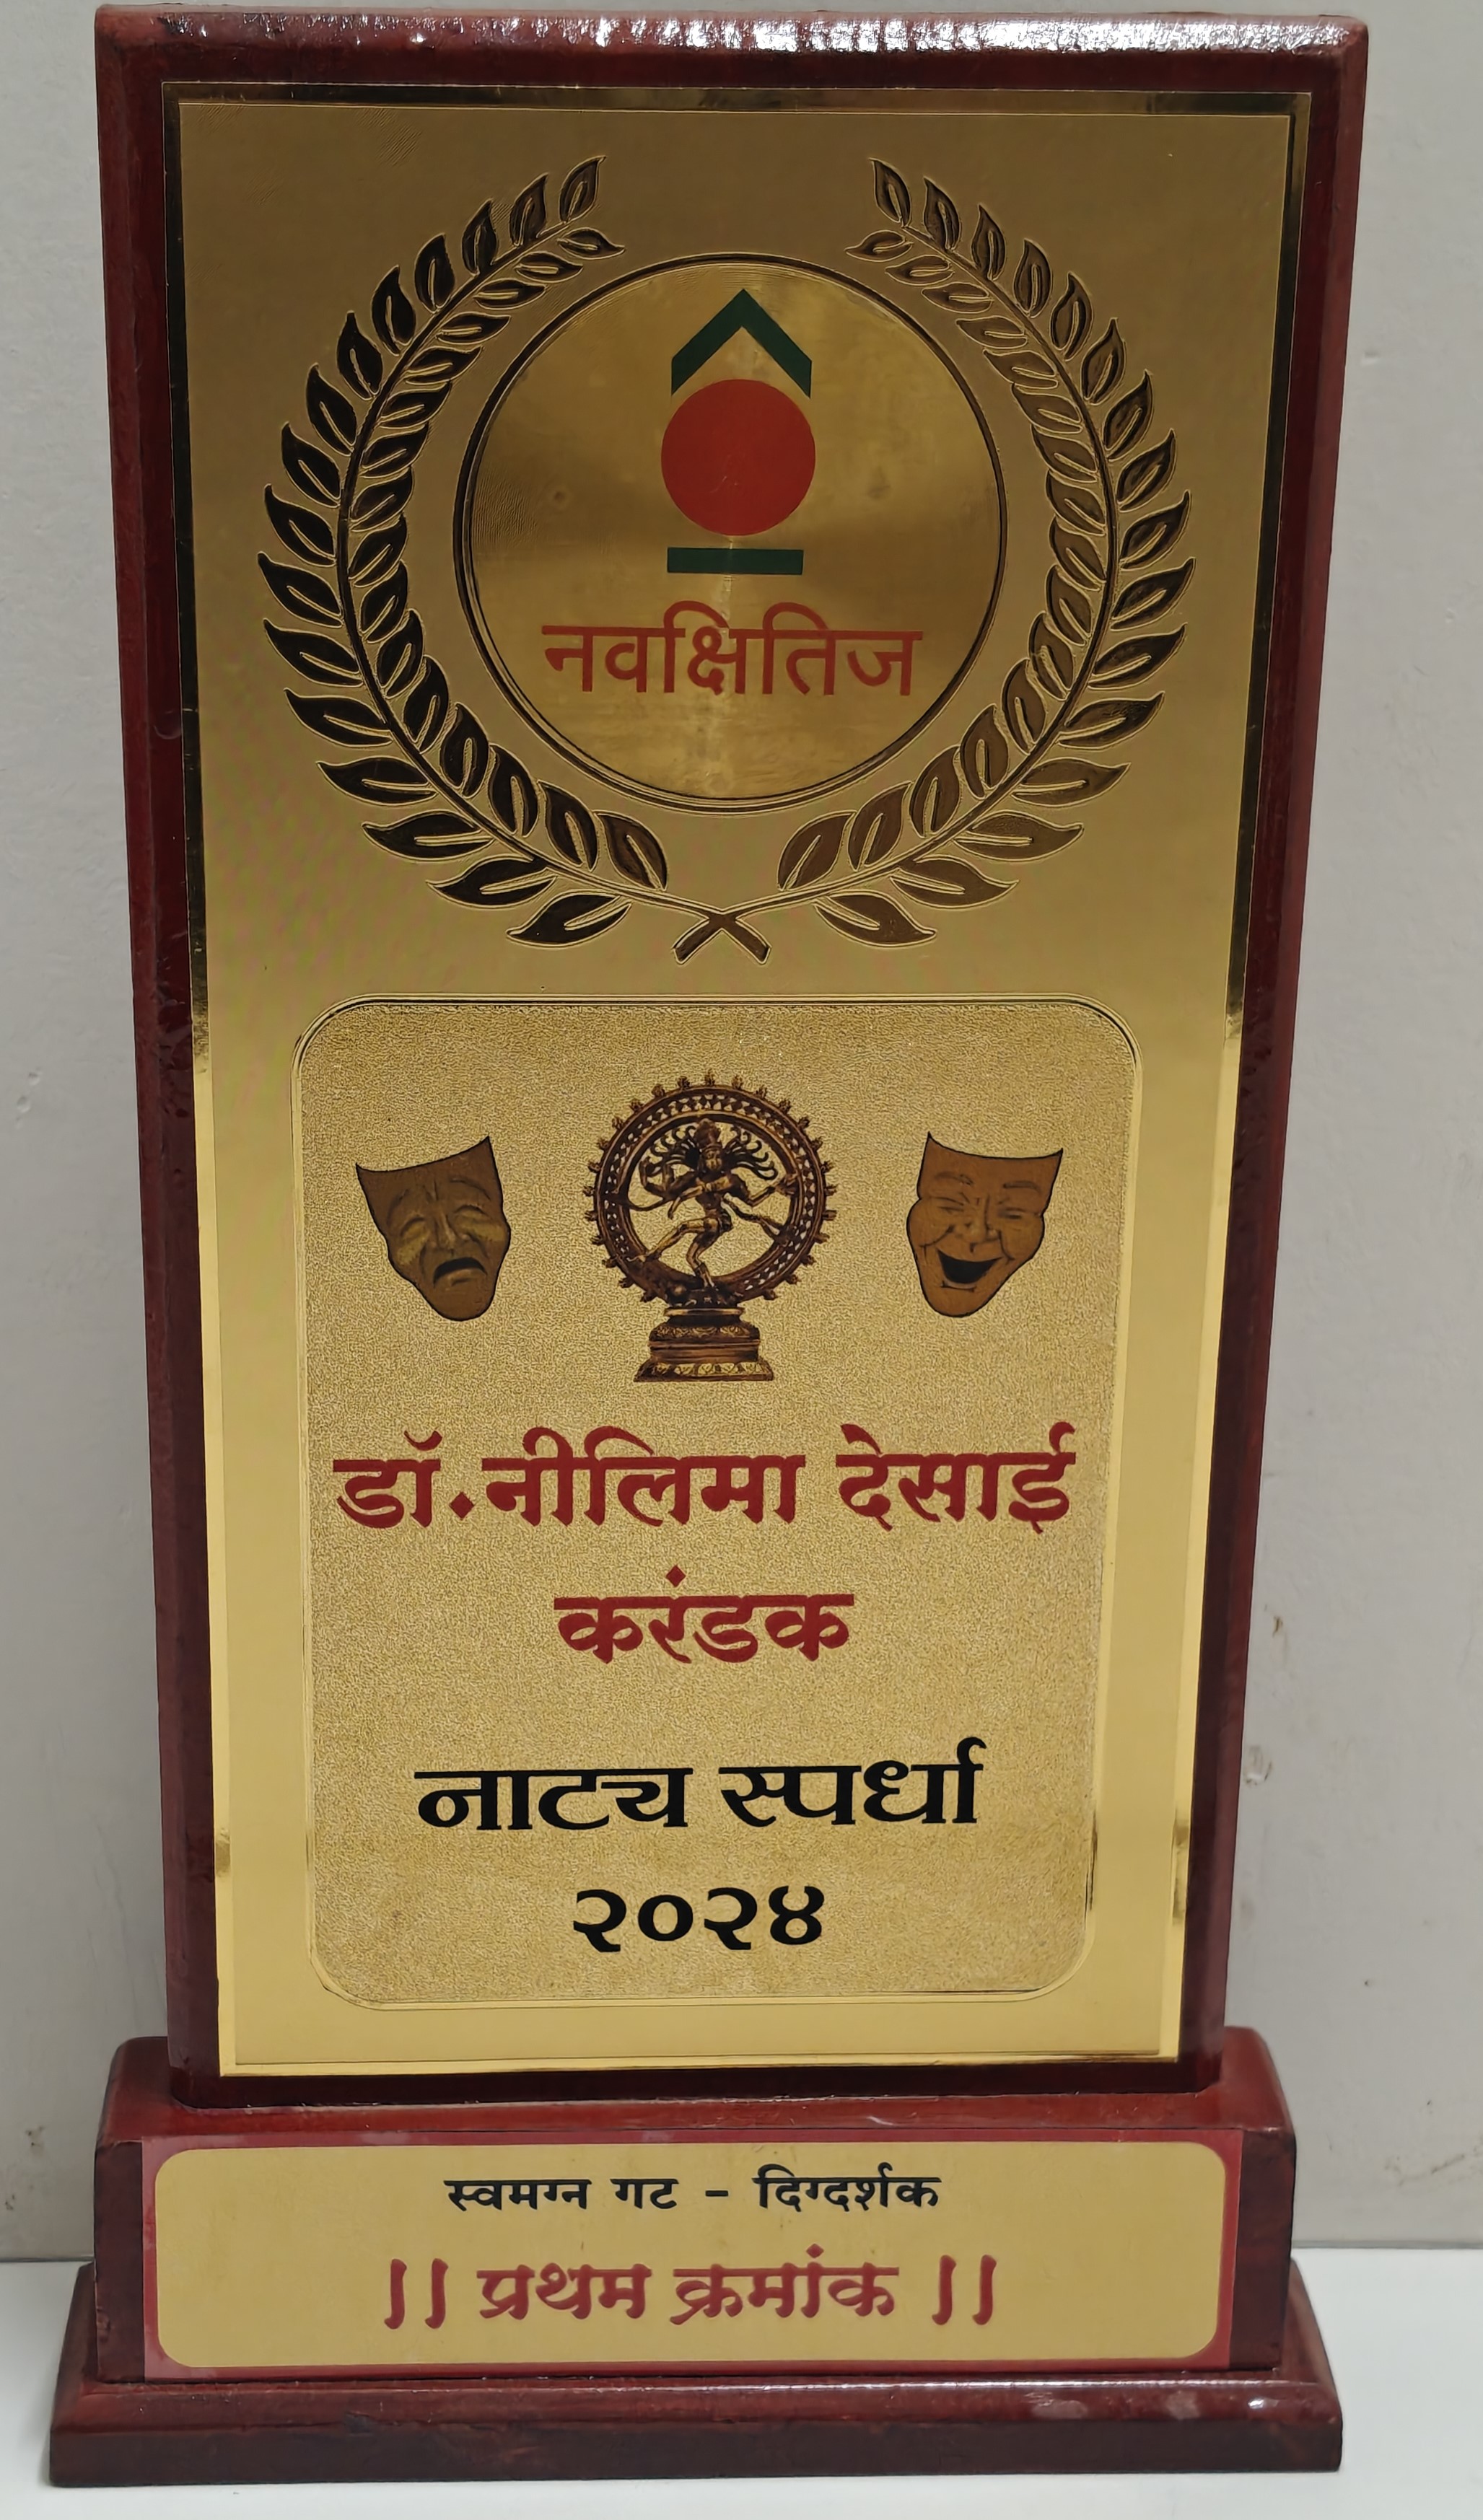 नवक्षितिज
डॉ.नीलिमा देसाई
करंडक
नाट्य स्पर्धा
२०२४
स्वमग्न गट - दिग्दर्शक
|| प्रथम क्रमांक ||